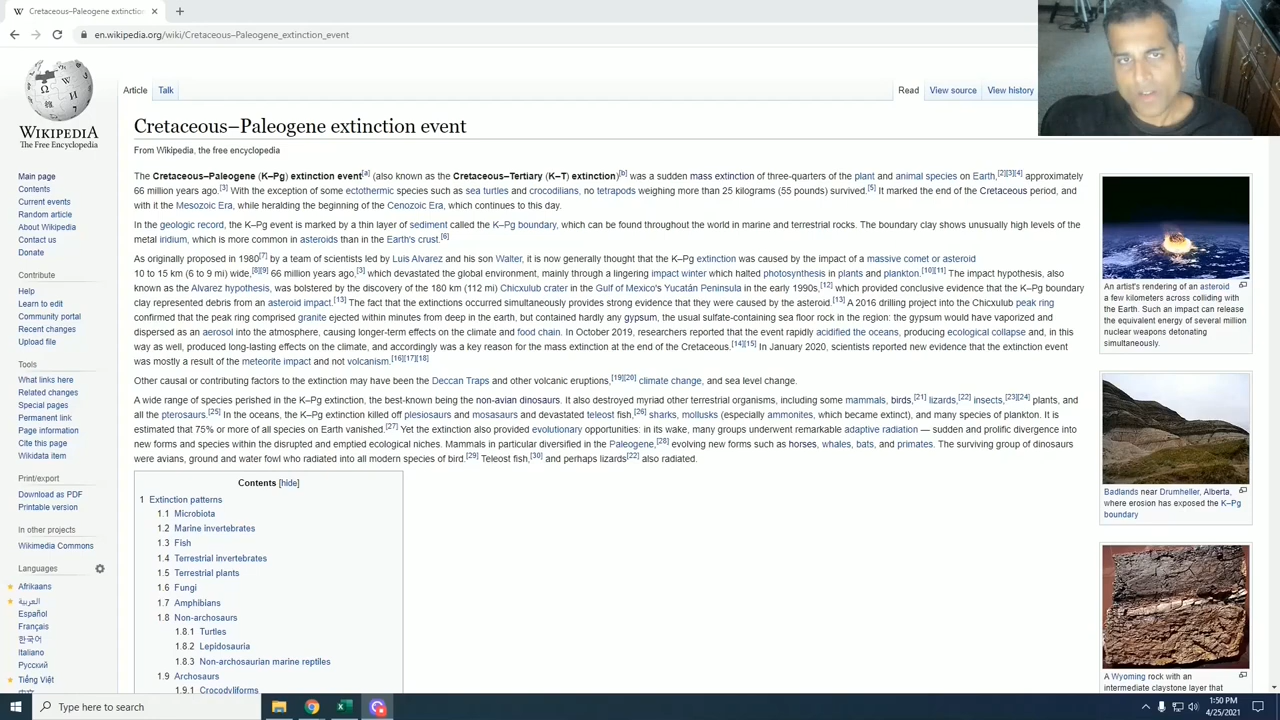 Cretaceous–Paleogene extinction even
en.wikipedia.org/wiki/Cretaceous–Paleogene_extinction_event
WIKIPEDIA
The Free Encyclopedia
Main page
Contents
Current events
Random article
About Wikipedia
Contact us
Donate
Contribute
Help
Learn to edit
Community portal
Recent changes
Upload file
Tools
What links here
Related changes
Special pages
Permanent link
Page information
Cite this page
Wikidata item
Print/export
Download as PDF
Printable version
In other projects
Wikimedia Commons
Languages
Afrikaans
العربية
Español
Français
한국어
Italiano
Русский
Tiếng Việt
Article Talk
Read View source View history
Cretaceous–Paleogene extinction event
From Wikipedia, the free encyclopedia
The Cretaceous–Paleogene (K–Pg) extinction event[a] (also known as the Cretaceous–Tertiary (K–T) extinction)[b] was a sudden mass extinction of three-quarters of the plant and animal species on Earth,[2][3][4] approximately
66 million years ago.[3] With the exception of some ectothermic species such as sea turtles and crocodilians, no tetrapods weighing more than 25 kilograms (55 pounds) survived.[5] It marked the end of the Cretaceous period, and
with it the Mesozoic Era, while heralding the beginning of the Cenozoic Era, which continues to this day.
In the geologic record, the K–Pg event is marked by a thin layer of sediment called the K–Pg boundary, which can be found throughout the world in marine and terrestrial rocks. The boundary clay shows unusually high levels of the
metal iridium, which is more common in asteroids than in the Earth's crust.[6]
As originally proposed in 1980[7] by a team of scientists led by Luis Alvarez and his son Walter, it is now generally thought that the K–Pg extinction was caused by the impact of a massive comet or asteroid
10 to 15 km (6 to 9 mi) wide,[8][9] 66 million years ago,[3] which devastated the global environment, mainly through a lingering impact winter which halted photosynthesis in plants and plankton.[10][11] The impact hypothesis, also
known as the Alvarez hypothesis, was bolstered by the discovery of the 180 km (112 mi) Chicxulub crater in the Gulf of Mexico's Yucatán Peninsula in the early 1990s,[12] which provided conclusive evidence that the K–Pg boundary
clay represented debris from an asteroid impact.[13] The fact that the extinctions occurred simultaneously provides strong evidence that they were caused by the asteroid.[13] A 2016 drilling project into the Chicxulub peak ring
confirmed that the peak ring comprised granite ejected within minutes from deep in the earth, but contained hardly any gypsum, the usual sulfate-containing sea floor rock in the region: the gypsum would have vaporized and
dispersed as an aerosol into the atmosphere, causing longer-term effects on the climate and food chain. In October 2019, researchers reported that the event rapidly acidified the oceans, producing ecological collapse and, in this
way as well, produced long-lasting effects on the climate, and accordingly was a key reason for the mass extinction at the end of the Cretaceous.[14][15] In January 2020, scientists reported new evidence that the extinction event
was mostly a result of the meteorite impact and not volcanism.[16][17][18]
Other causal or contributing factors to the extinction may have been the Deccan Traps and other volcanic eruptions,[19][20] climate change, and sea level change.
A wide range of species perished in the K–Pg extinction, the best-known being the non-avian dinosaurs. It also destroyed myriad other terrestrial organisms, including some mammals, birds,[21] lizards,[22] insects,[23][24] plants, and
all the pterosaurs.[25] In the oceans, the K–Pg extinction killed off plesiosaurs and mosasaurs and devastated teleost fish,[26] sharks, mollusks (especially ammonites, which became extinct), and many species of plankton. It is
estimated that 75% or more of all species on Earth vanished.[27] Yet the extinction also provided evolutionary opportunities: in its wake, many groups underwent remarkable adaptive radiation — sudden and prolific divergence into
new forms and species within the disrupted and emptied ecological niches. Mammals in particular diversified in the Paleogene,[28] evolving new forms such as horses, whales, bats, and primates. The surviving group of dinosaurs
were avians, ground and water fowl who radiated into all modern species of bird.[29] Teleost fish,[30] and perhaps lizards[22] also radiated.
Contents [hide]
1 Extinction patterns
1.1 Microbiota
1.2 Marine invertebrates
1.3 Fish
1.4 Terrestrial invertebrates
1.5 Terrestrial plants
1.6 Fungi
1.7 Amphibians
1.8 Non-archosaurs
1.8.1 Turtles
1.8.2 Lepidosauria
1.8.3 Non-archosaurian marine reptiles
1.9 Archosaurs
1.9.1 Crocodyliforms
An artist's rendering of an asteroid
a few kilometers across colliding with
the Earth. Such an impact can release
the equivalent energy of several million
nuclear weapons detonating
simultaneously.
Badlands near Drumheller, Alberta,
where erosion has exposed the K–Pg
boundary
A Wyoming rock with an
intermediate claystone layer that
Type here to search
1:50 PM
4/25/2021